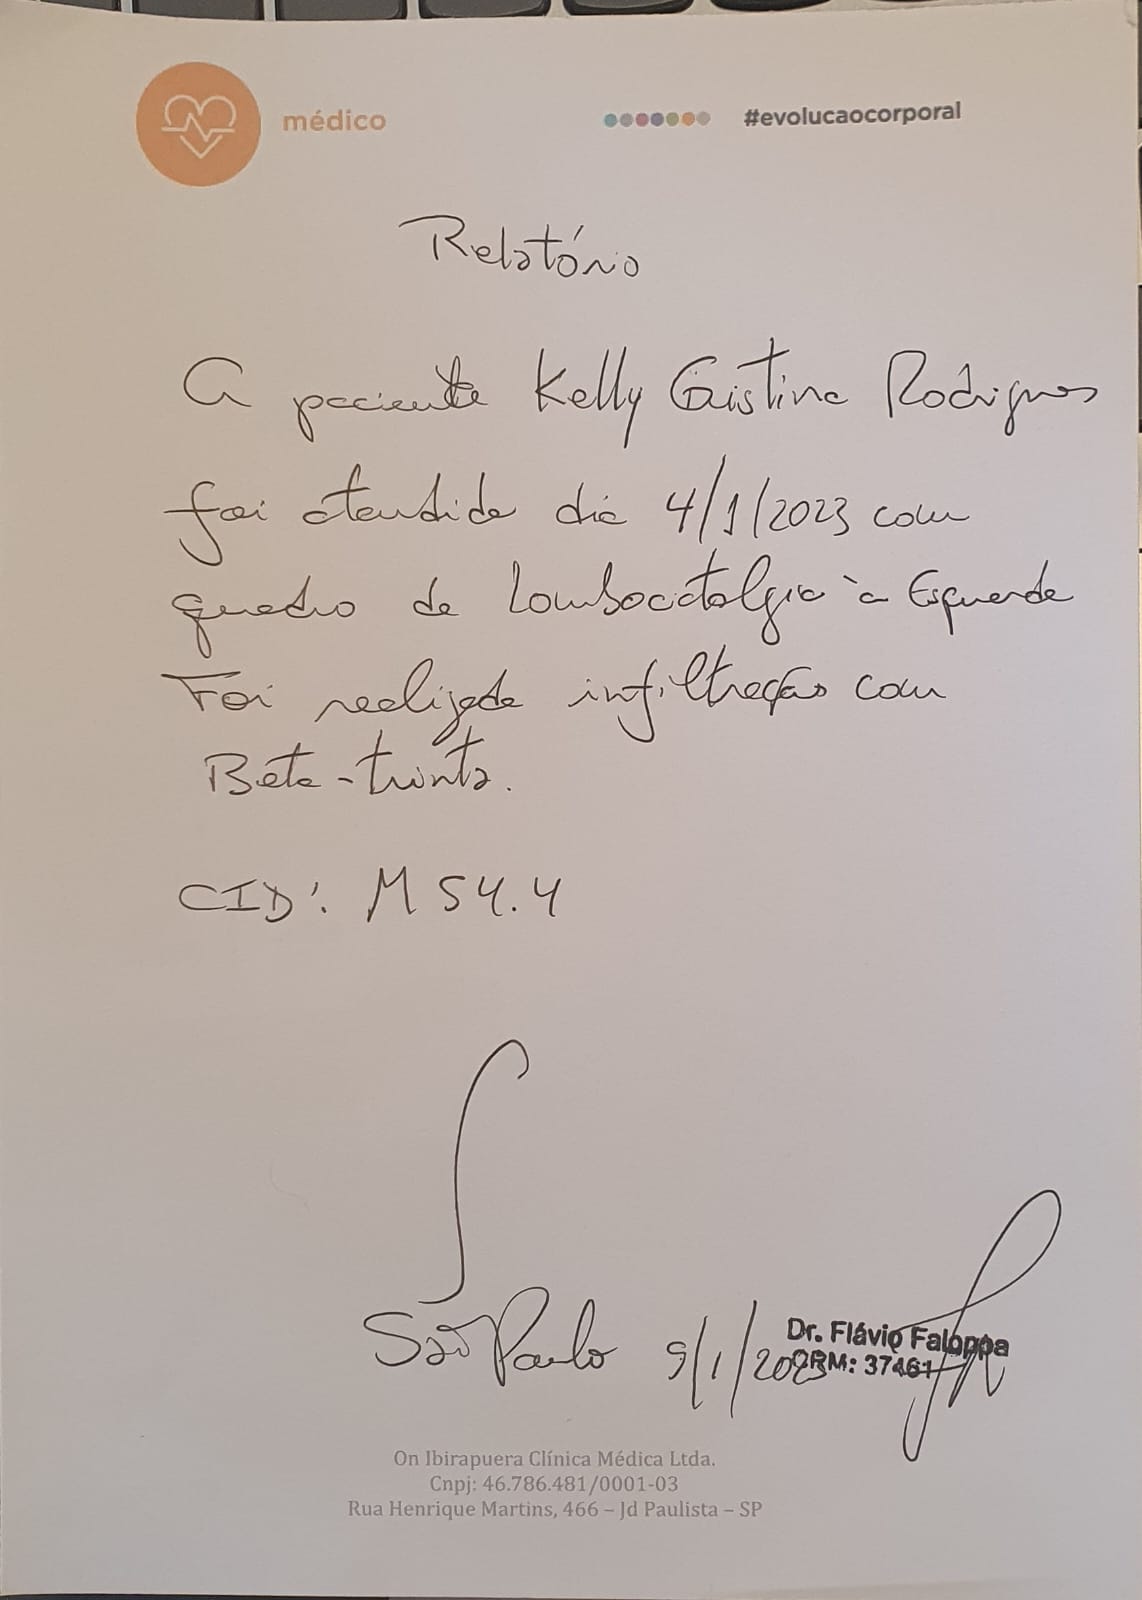 médico
#evolucaocorporal
Relatório
A paciente Kelly Cristina Rodrigues
foi atendida dia 4/1/2023 com
quadro de Lombociatalgia à Esquerda
Foi realizada infiltração com
Beta-trinta.
CID: M54.4
São Paulo 9/1/2023
Dr. Flávio Faloppa
CRM: 37461
On Ibirapuera Clínica Médica Ltda.
Cnpj: 46.786.481/0001-03
Rua Henrique Martins, 466 – Jd Paulista – SP